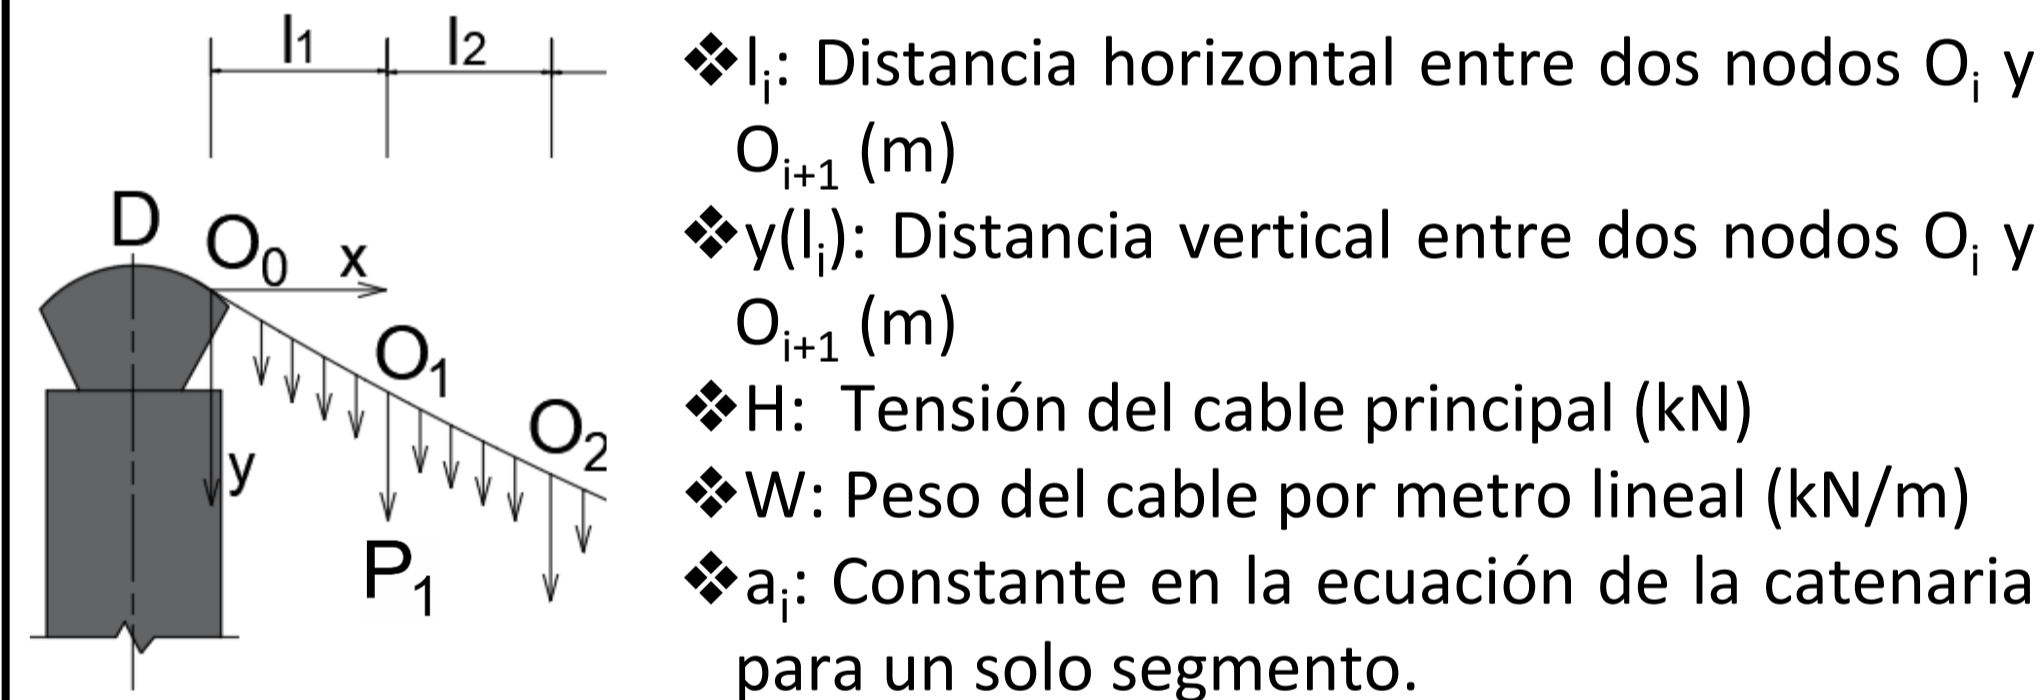 l1 l2
D O0 x
O1
O2
y
P1
❖li: Distancia horizontal entre dos nodos Oi y
Oi+1 (m)
❖y(li): Distancia vertical entre dos nodos Oi y
Oi+1 (m)
❖H: Tensión del cable principal (kN)
❖W: Peso del cable por metro lineal (kN/m)
❖ai: Constante en la ecuación de la catenaria
para un solo segmento.